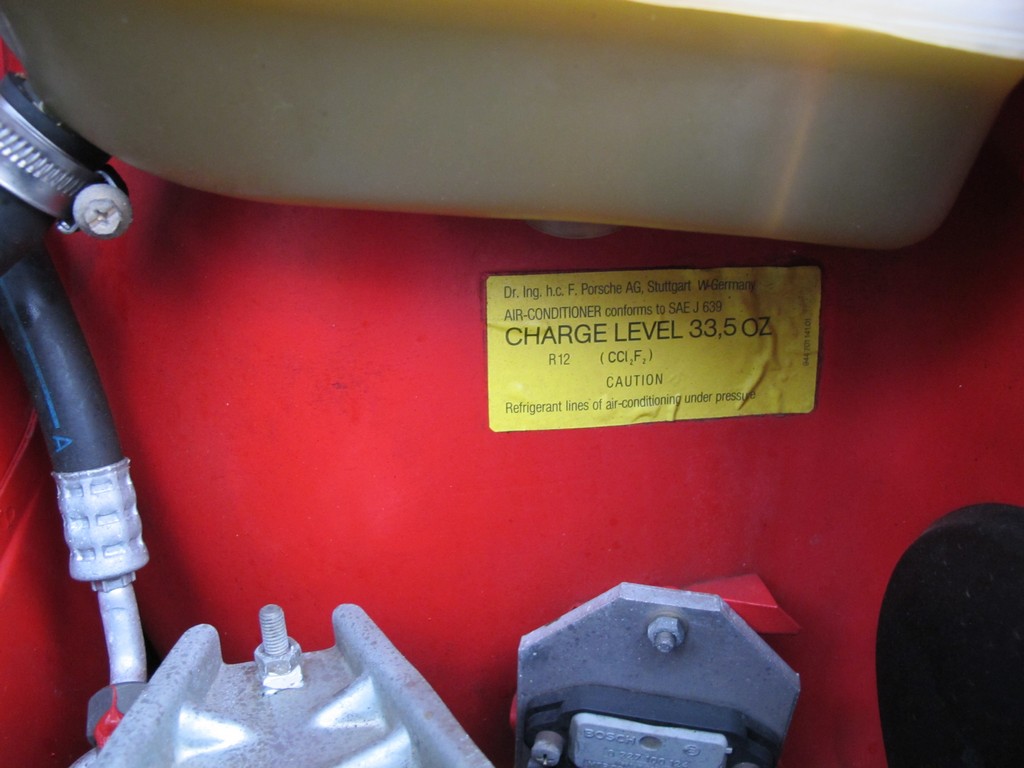 Dr. Ing. h.c. F. Porsche AG, Stuttgart W-Germany
AIR-CONDITIONER conforms to SAE J 639
CHARGE LEVEL 33,5 OZ
R12 (CCl₂F₂)
CAUTION
Refrigerant lines of air-conditioning under pressure
A
BOSCH